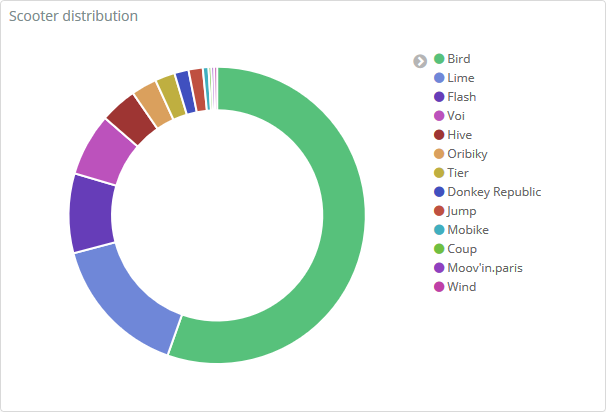 Scooter distribution
Bird
Lime
Flash
Voi
Hive
Oribiky
Tier
Donkey Republic
Jump
Mobike
Coup
Moov'in.paris
Wind